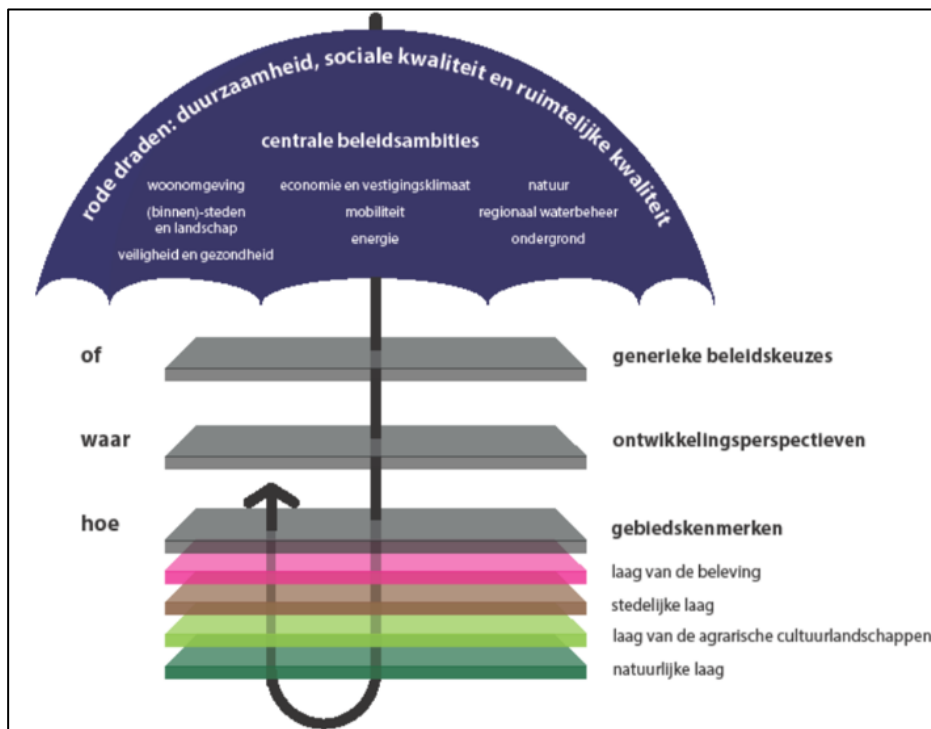 rode draden: duurzaamheid, sociale kwaliteit en ruimtelijke kwaliteit
centrale beleidsambities
woonomgeving
(binnen)-steden
en landschap
veiligheid en gezondheid
economie en vestigingsklimaat
mobiliteit
energie
natuur
regionaal waterbeheer
ondergrond
of
generieke beleidskeuzes
waar
ontwikkelingsperspectieven
hoe
gebiedskenmerken
laag van de beleving
stedelijke laag
laag van de agrarische cultuurlandschappen
natuurlijke laag